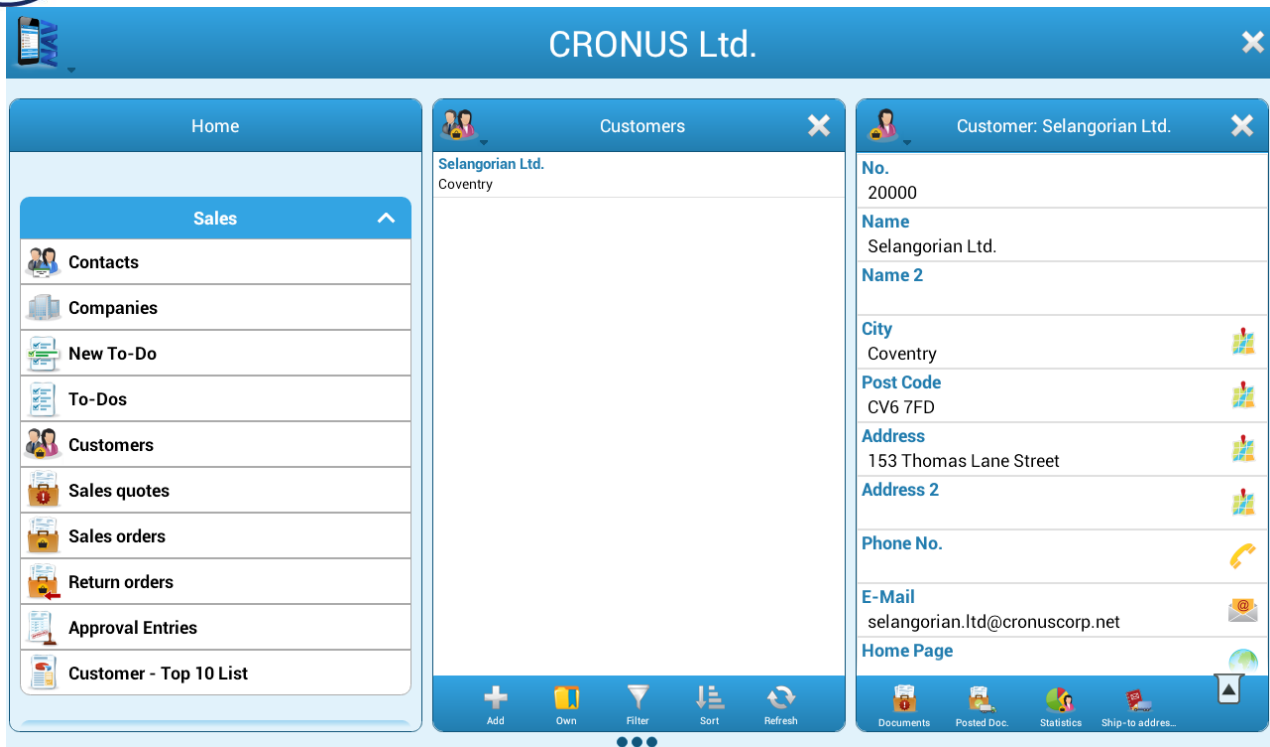 NAV
CRONUS Ltd.
Home
Sales
Contacts
Companies
New To-Do
To-Dos
Customers
Sales quotes
Sales orders
Return orders
Approval Entries
Customer - Top 10 List
Customers
Selangorian Ltd.
Coventry
Add
Own
Filter
Sort
Refresh
Customer: Selangorian Ltd.
No.
20000
Name
Selangorian Ltd.
Name 2
City
Coventry
Post Code
CV6 7FD
Address
153 Thomas Lane Street
Address 2
Phone No.
E-Mail
selangorian.ltd@cronuscorp.net
Home Page
Documents
Posted Doc.
Statistics
Ship-to addres...